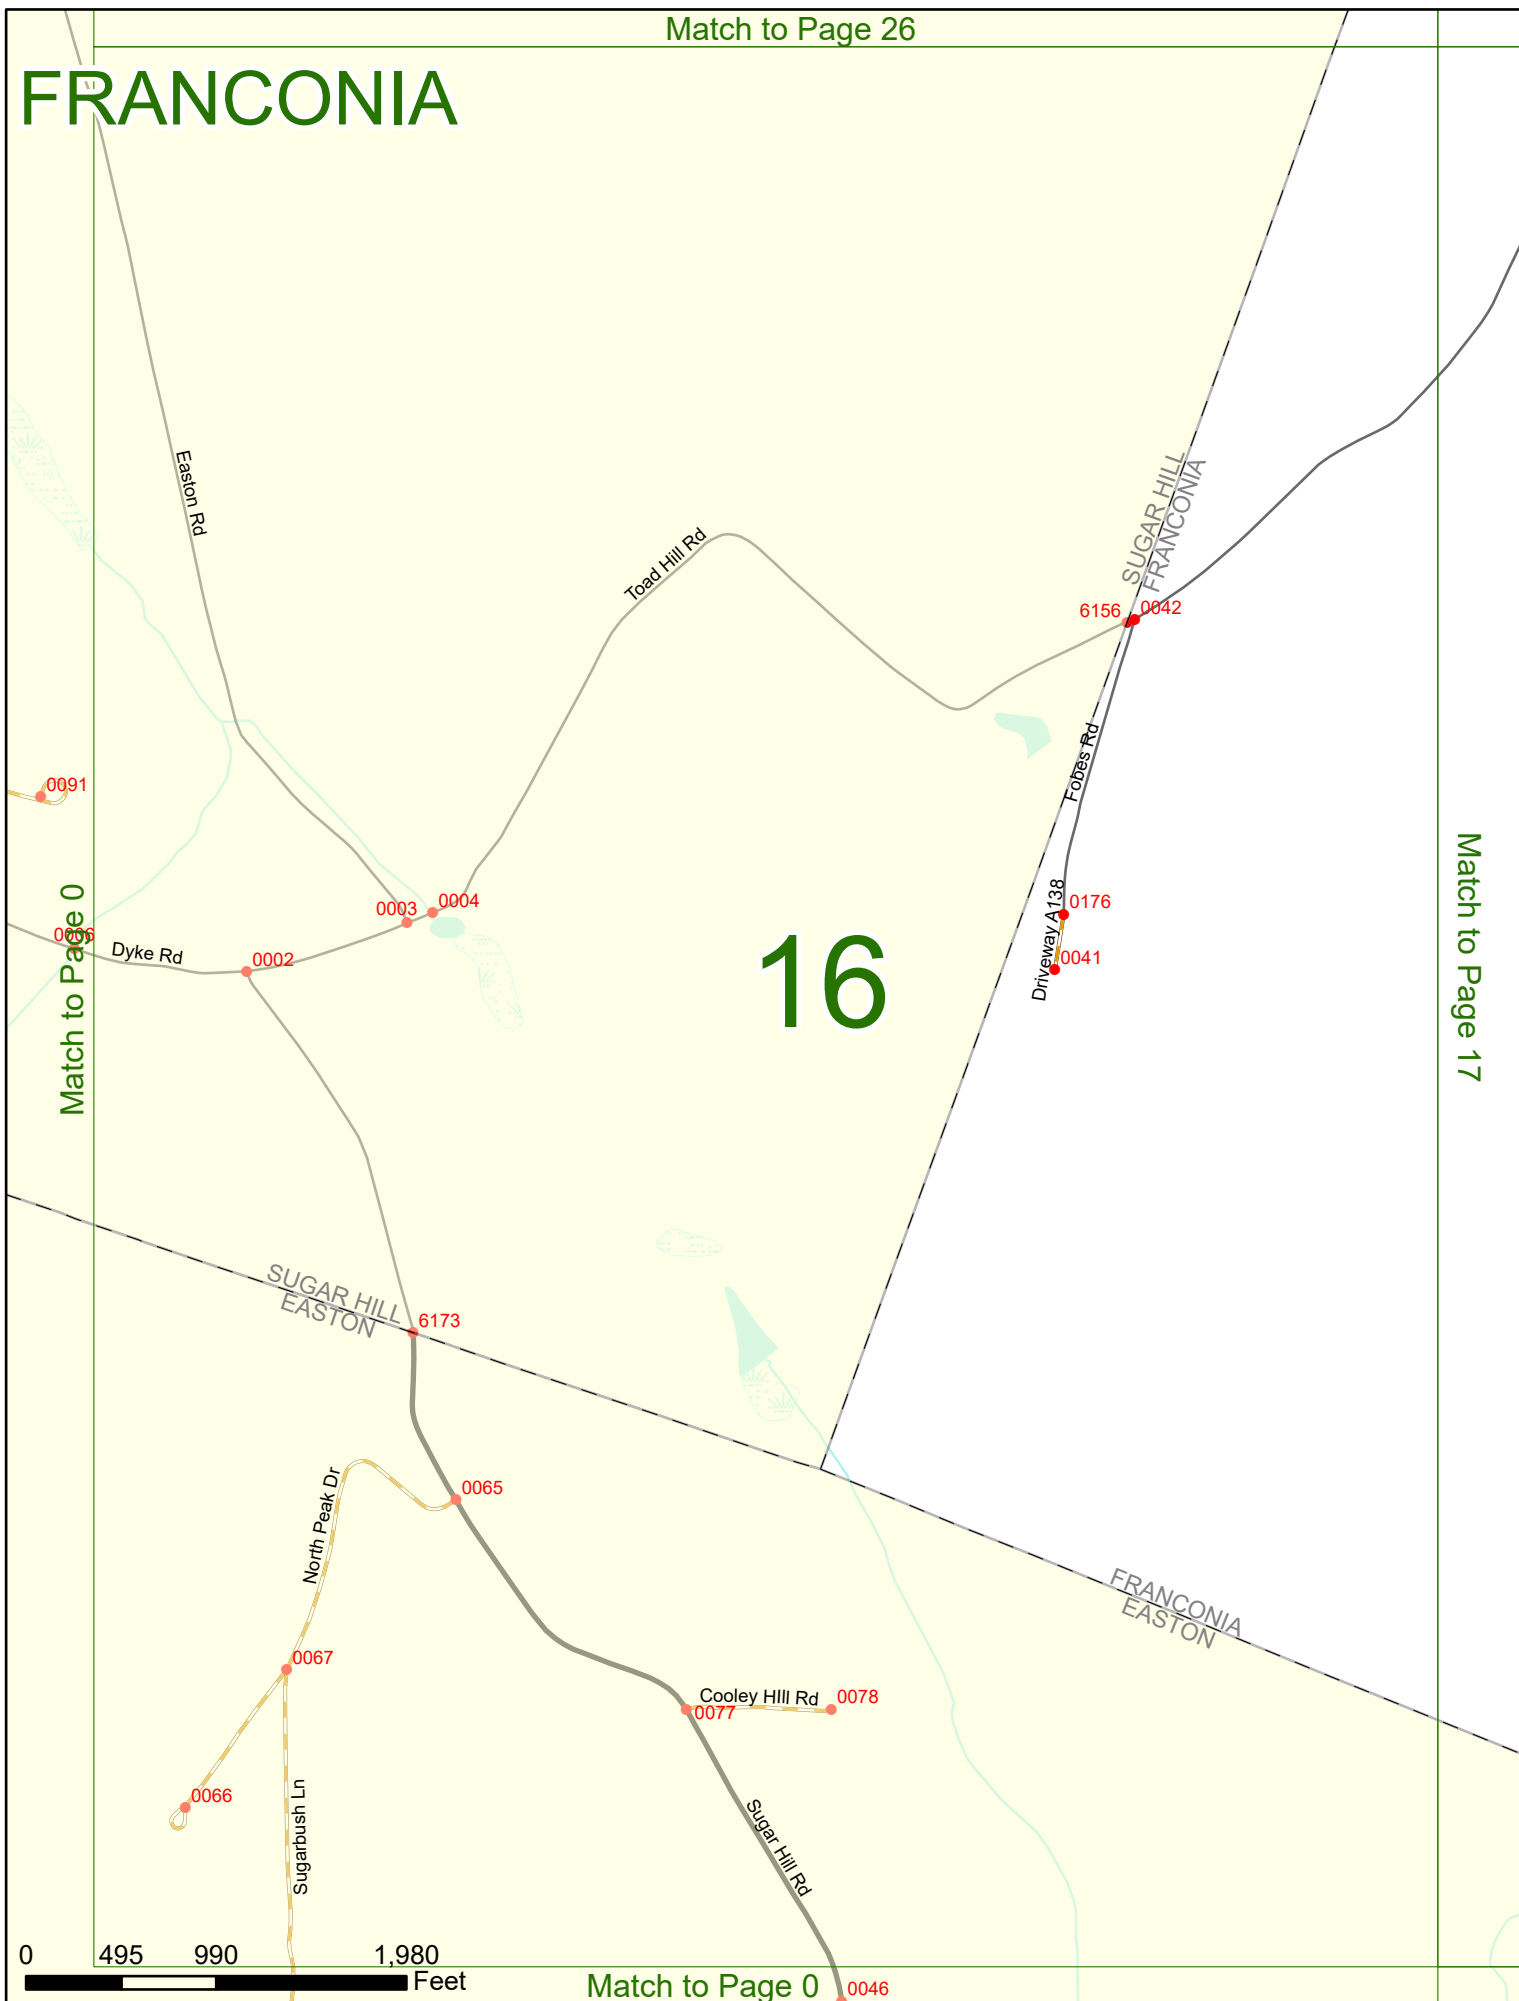 Match to Page 26
FRANCONIA
Easton Rd
Toad Hill Rd
SUGAR HILL
FRANCONIA
6156
0042
Fobes Rd
0091
Match to Page 0
0006
Dyke Rd
0002
0003
0004
16
Driveway A138
0176
0041
Match to Page 17
SUGAR HILL
EASTON
6173
North Peak Dr
0065
FRANCONIA
EASTON
0067
Cooley HIll Rd
0078
0077
0066
Sugarbush Ln
Sugar Hill Rd
0 495 990 1,980
Feet
Match to Page 0
0046